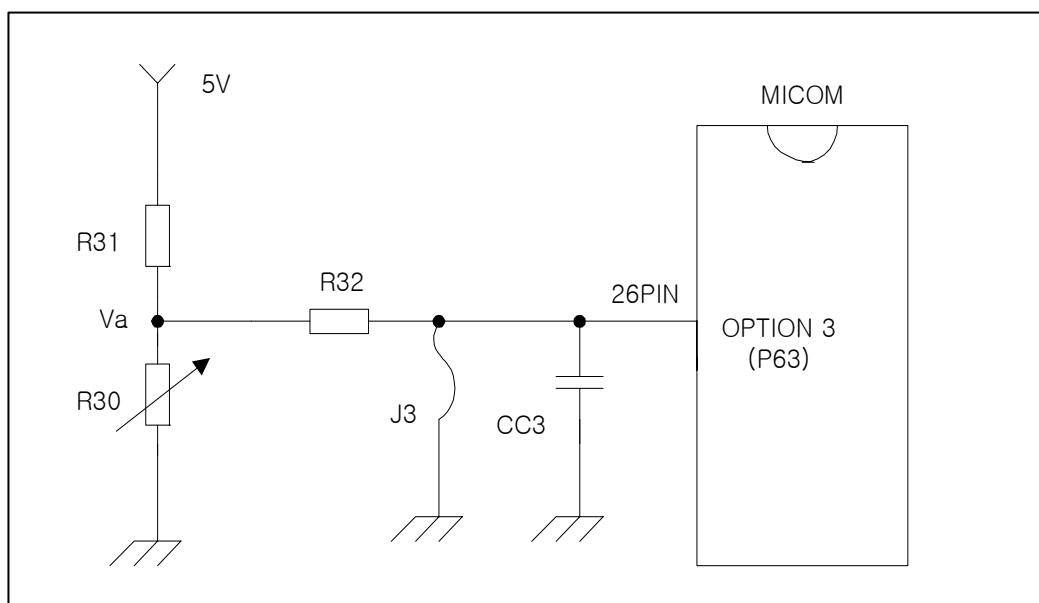 5V
MICOM
R31
R32
26PIN
Va
OPTION 3
(P63)
R30
J3
CC3